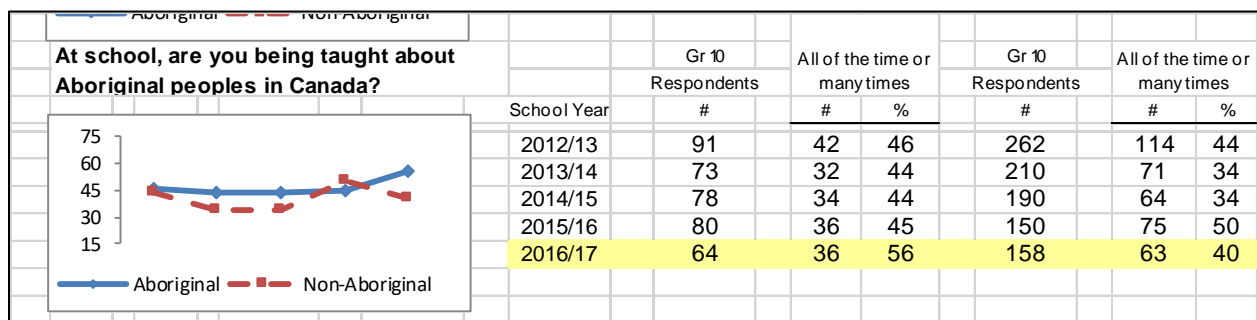 Aboriginal Non-Aboriginal
At school, are you being taught about
Aboriginal peoples in Canada?
Gr 10 All of the time or Gr 10 All of the time or
Respondents many times Respondents many times
School Year # # % # # %
2012/13 91 42 46 262 114 44
2013/14 73 32 44 210 71 34
2014/15 78 34 44 190 64 34
2015/16 80 36 45 150 75 50
2016/17 64 36 56 158 63 40
75
60
45
30
15
Aboriginal Non-Aboriginal